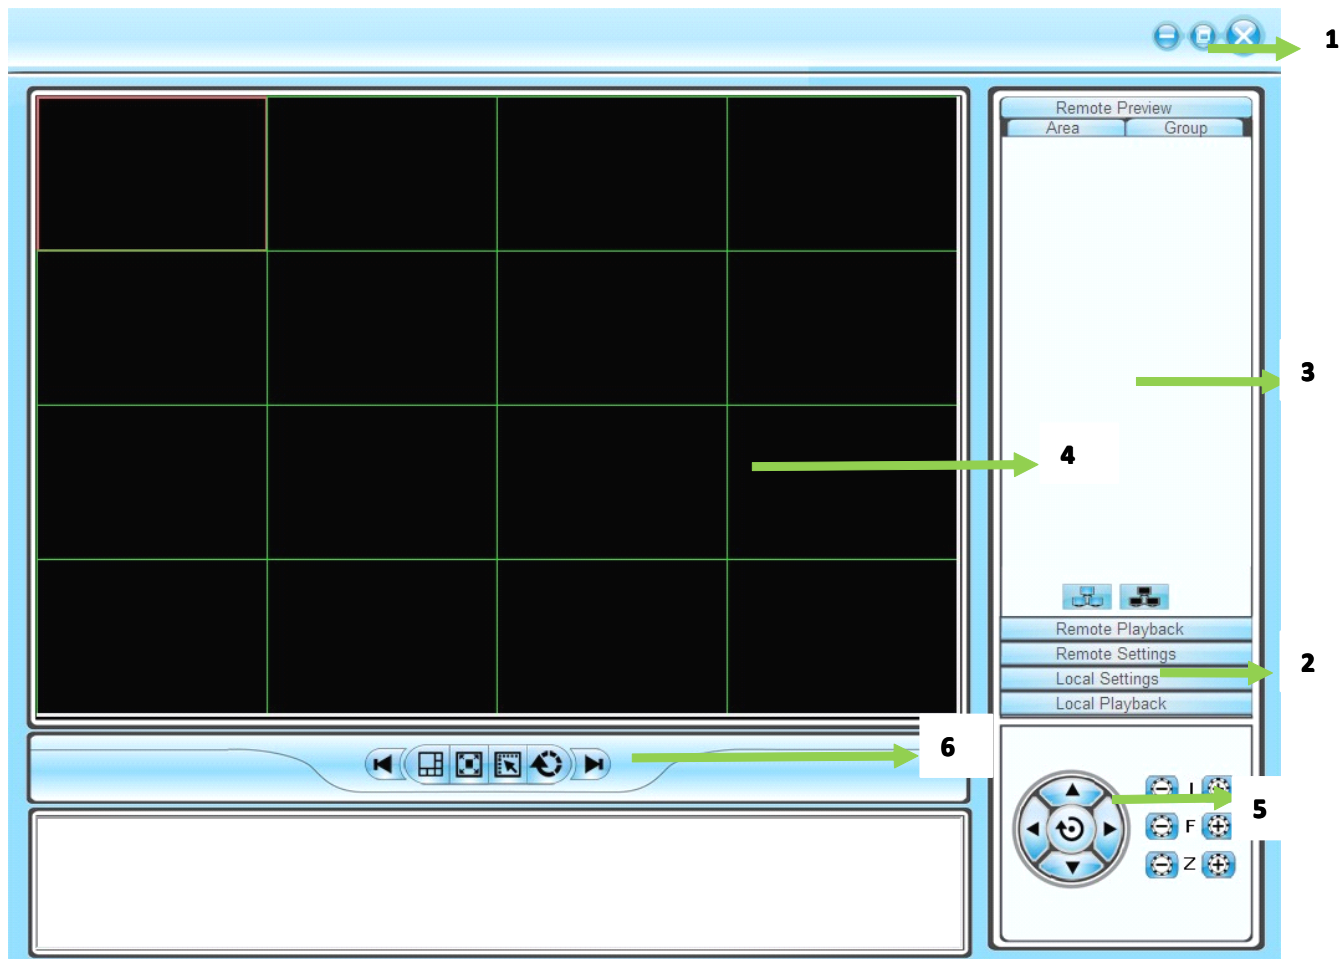 1
Remote Preview
Area Group
3
4
Remote Playback
Remote Settings
2
Local Settings
Local Playback
6
I
5
F
Z